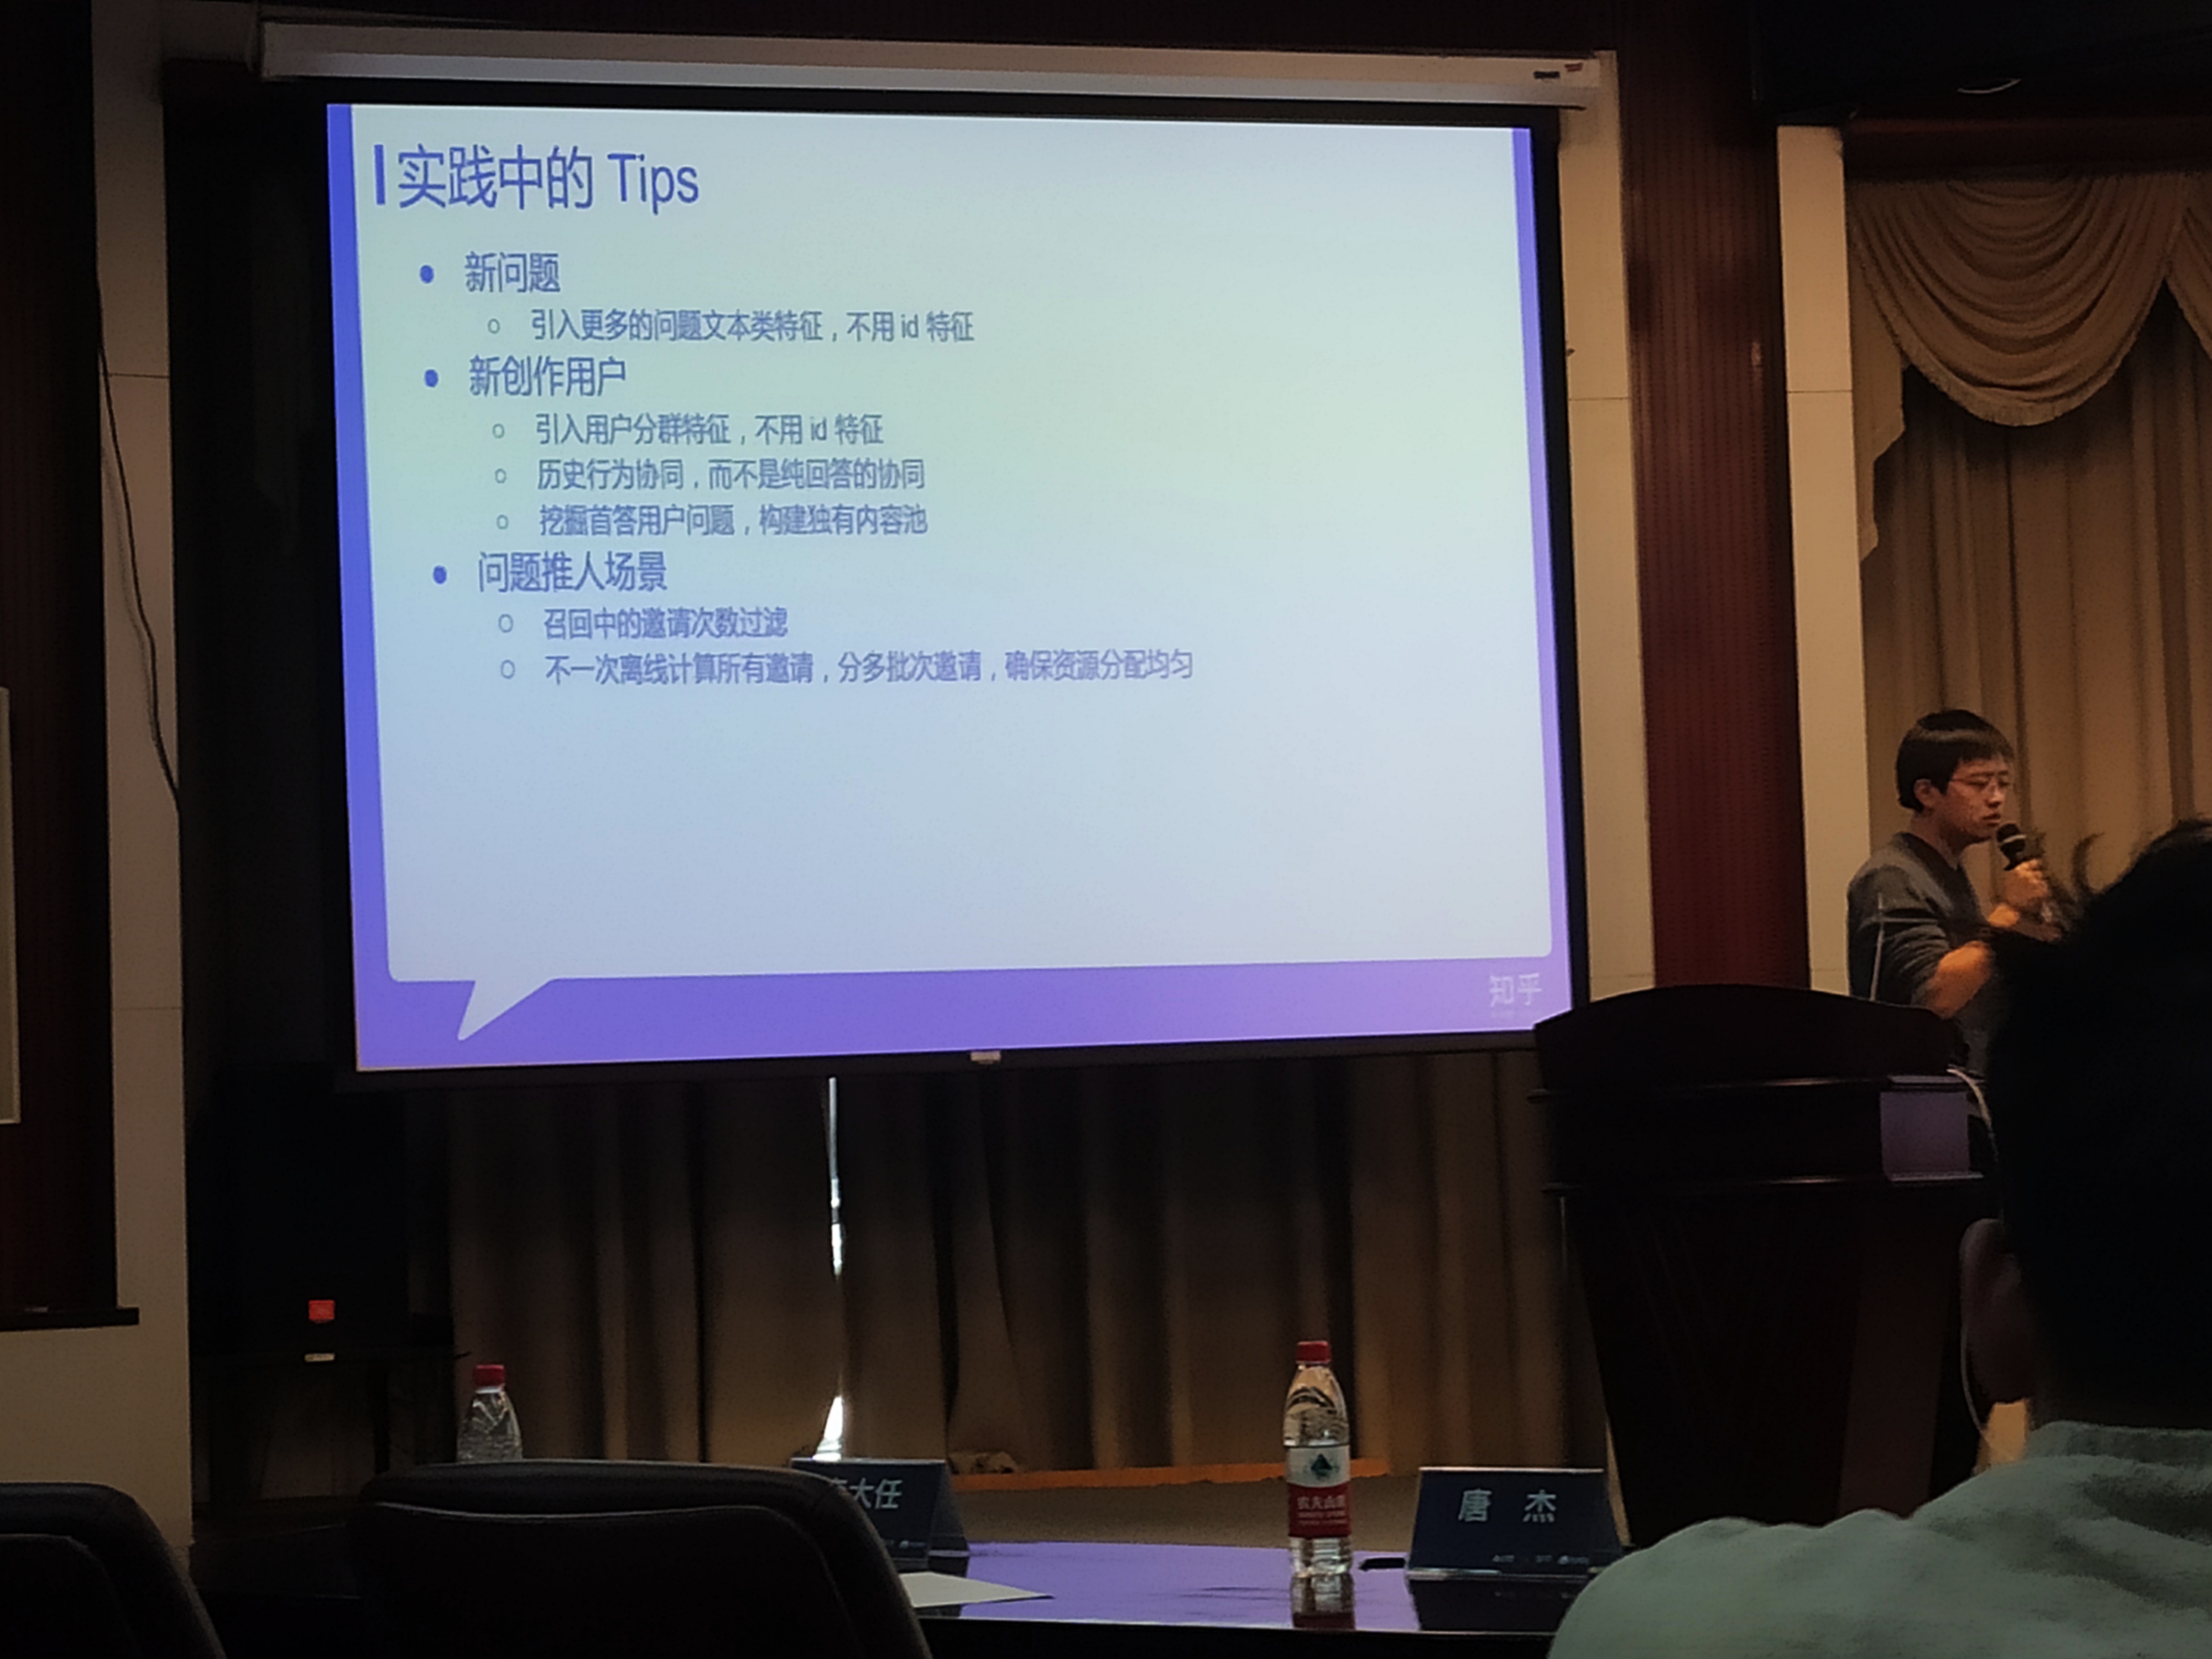 实践中的 Tips
● 新问题
○ 引入更多的问题文本类特征，不用 id 特征
● 新创作用户
○ 引入用户分群特征，不用 id 特征
○ 历史行为协同，而不是纯回答的协同
○ 挖掘首答用户问题，构建独有内容池
● 问题推人场景
○ 召回中的邀请次数过滤
○ 不一次离线计算所有邀请，分多批次邀请，确保资源分配均匀
知乎
大任
农夫山泉
唐 杰